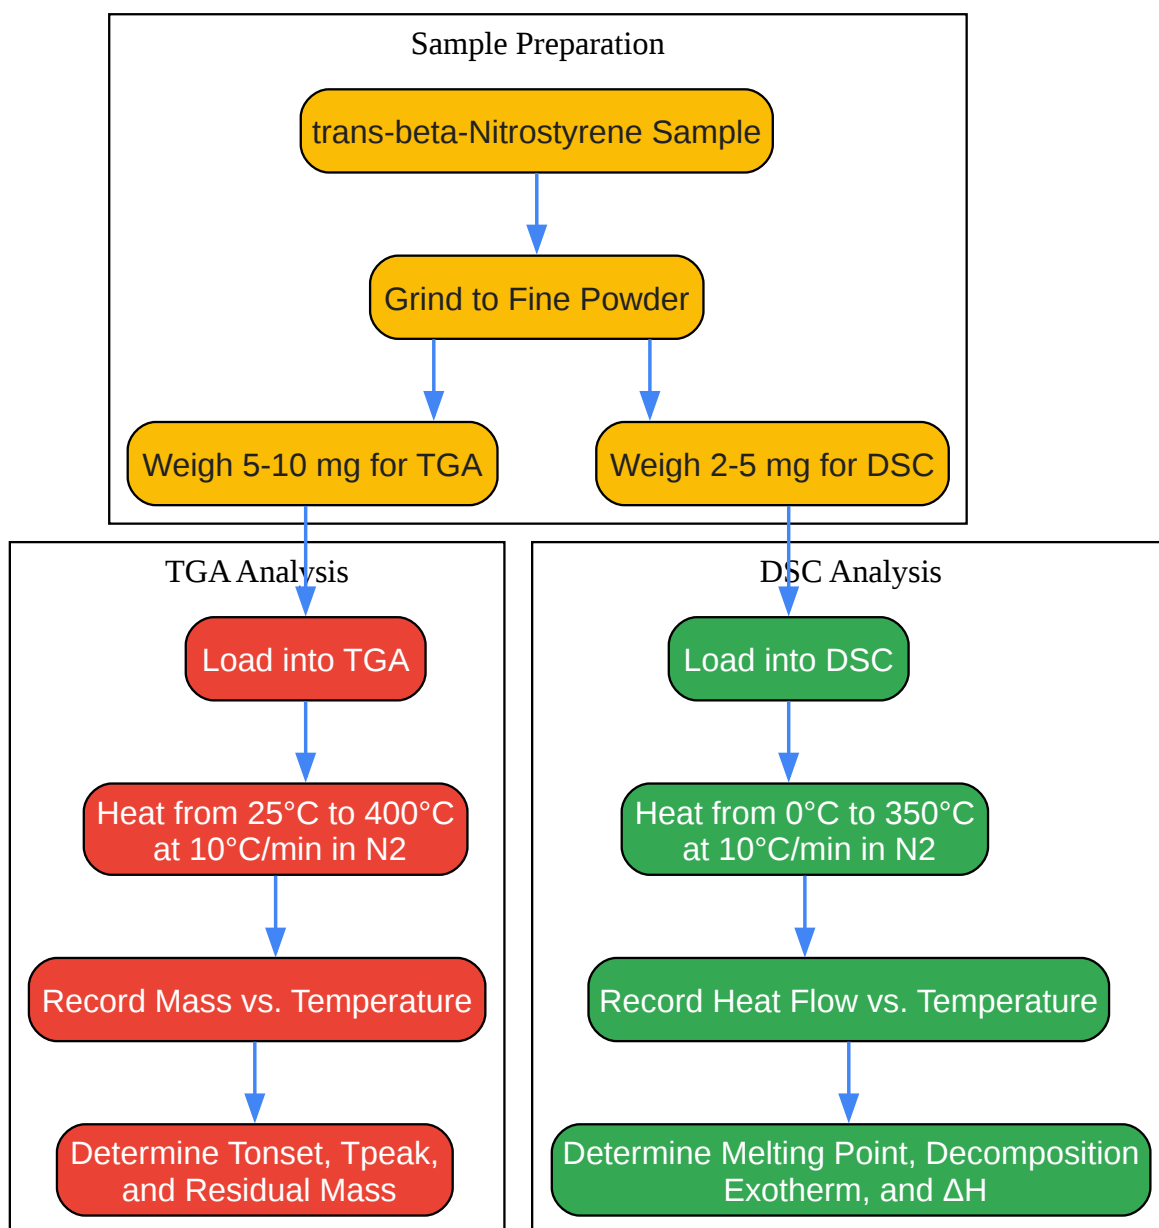 Sample Preparation
trans-beta-Nitrostyrene Sample
Grind to Fine Powder
Weigh 5-10 mg for TGA
Weigh 2-5 mg for DSC
TGA Analysis
Load into TGA
Heat from 25°C to 400°C
at 10°C/min in N2
Record Mass vs. Temperature
Determine Tonset, Tpeak,
and Residual Mass
DSC Analysis
Load into DSC
Heat from 0°C to 350°C
at 10°C/min in N2
Record Heat Flow vs. Temperature
Determine Melting Point, Decomposition
Exotherm, and ΔH